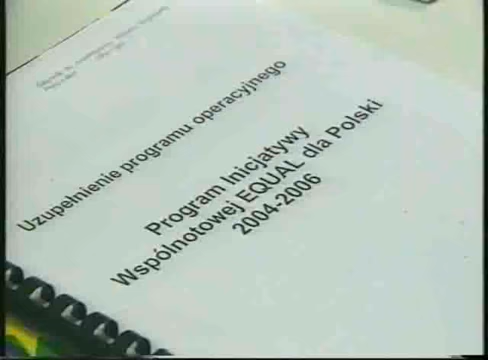 Uzupełnienie programu operacyjnego
Program Inicjatywy
Wspólnotowej EQUAL dla Polski
2004-2006